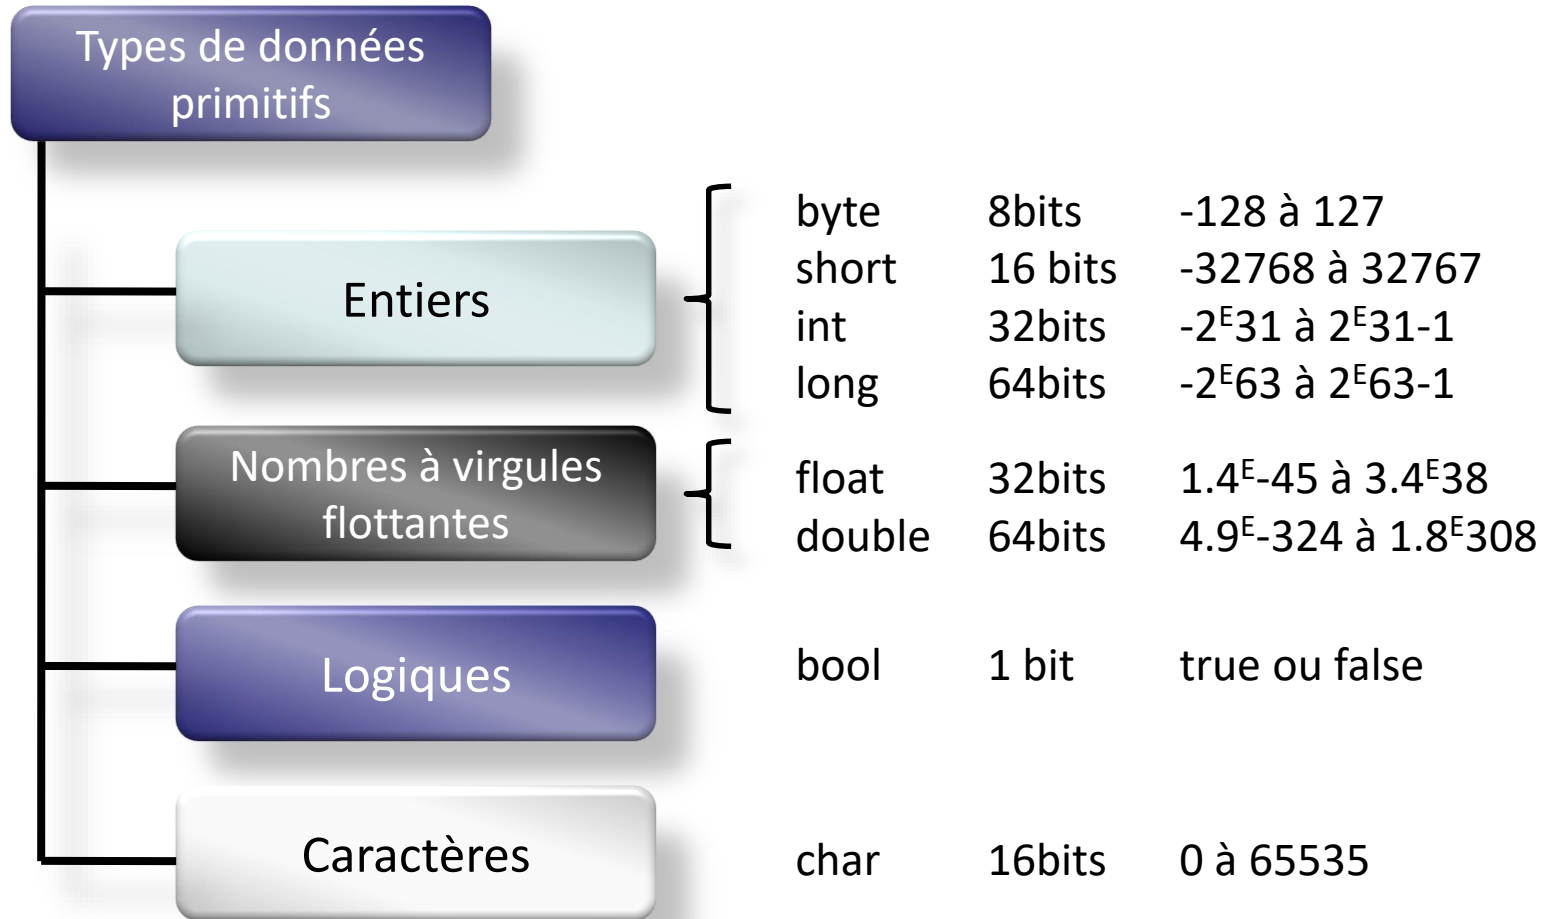 Types de données
primitifs
Entiers
byte 8bits -128 à 127
short 16 bits -32768 à 32767
int 32bits -2ᴱ31 à 2ᴱ31-1
long 64bits -2ᴱ63 à 2ᴱ63-1
Nombres à virgules
flottantes
float 32bits 1.4ᴱ-45 à 3.4ᴱ38
double 64bits 4.9ᴱ-324 à 1.8ᴱ308
Logiques
bool 1 bit true ou false
Caractères
char 16bits 0 à 65535